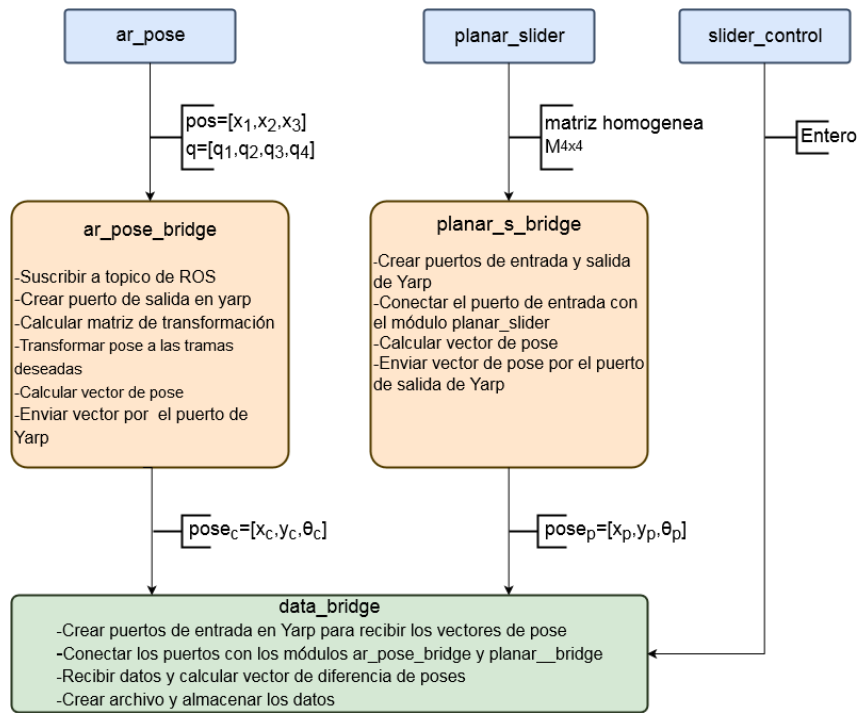 ar_pose
planar_slider
slider_control
pos=[x1,x2,x3]
q=[q1,q2,q3,q4]
matriz homogenea
M4x4
Entero
ar_pose_bridge
-Suscribir a topico de ROS
-Crear puerto de salida en yarp
-Calcular matriz de transformación
-Transformar pose a las tramas
deseadas
-Calcular vector de pose
-Enviar vector por el puerto de
Yarp
planar_s_bridge
-Crear puertos de entrada y salida
de Yarp
-Conectar el puerto de entrada con
el módulo planar_slider
-Calcular vector de pose
-Enviar vector de pose por el puerto
de salida de Yarp
posec=[xc,yc,θc]
posep=[xp,yp,θp]
data_bridge
-Crear puertos de entrada en Yarp para recibir los vectores de pose
-Conectar los puertos con los módulos ar_pose_bridge y planar__bridge
-Recibir datos y calcular vector de diferencia de poses
-Crear archivo y almacenar los datos